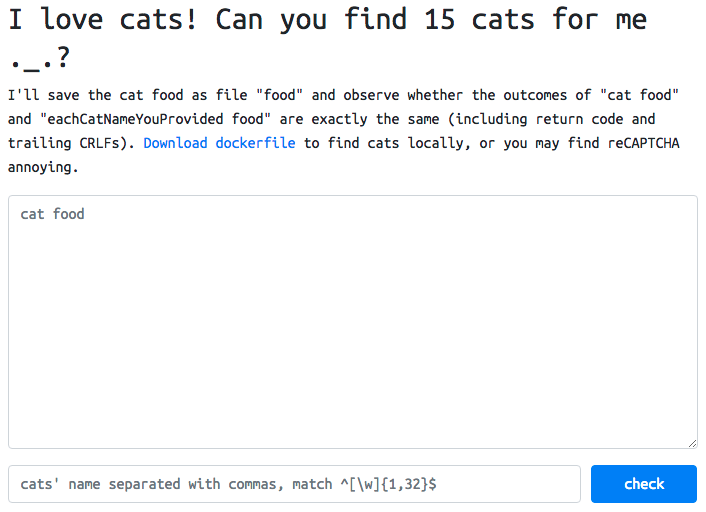 I love cats! Can you find 15 cats for me
._.?
I'll save the cat food as file "food" and observe whether the outcomes of "cat food"
and "eachCatNameYouProvided food" are exactly the same (including return code and
trailing CRLFs). Download dockerfile to find cats locally, or you may find reCAPTCHA
annoying.
cat food
cats' name separated with commas, match ^[\w]{1,32}$
check